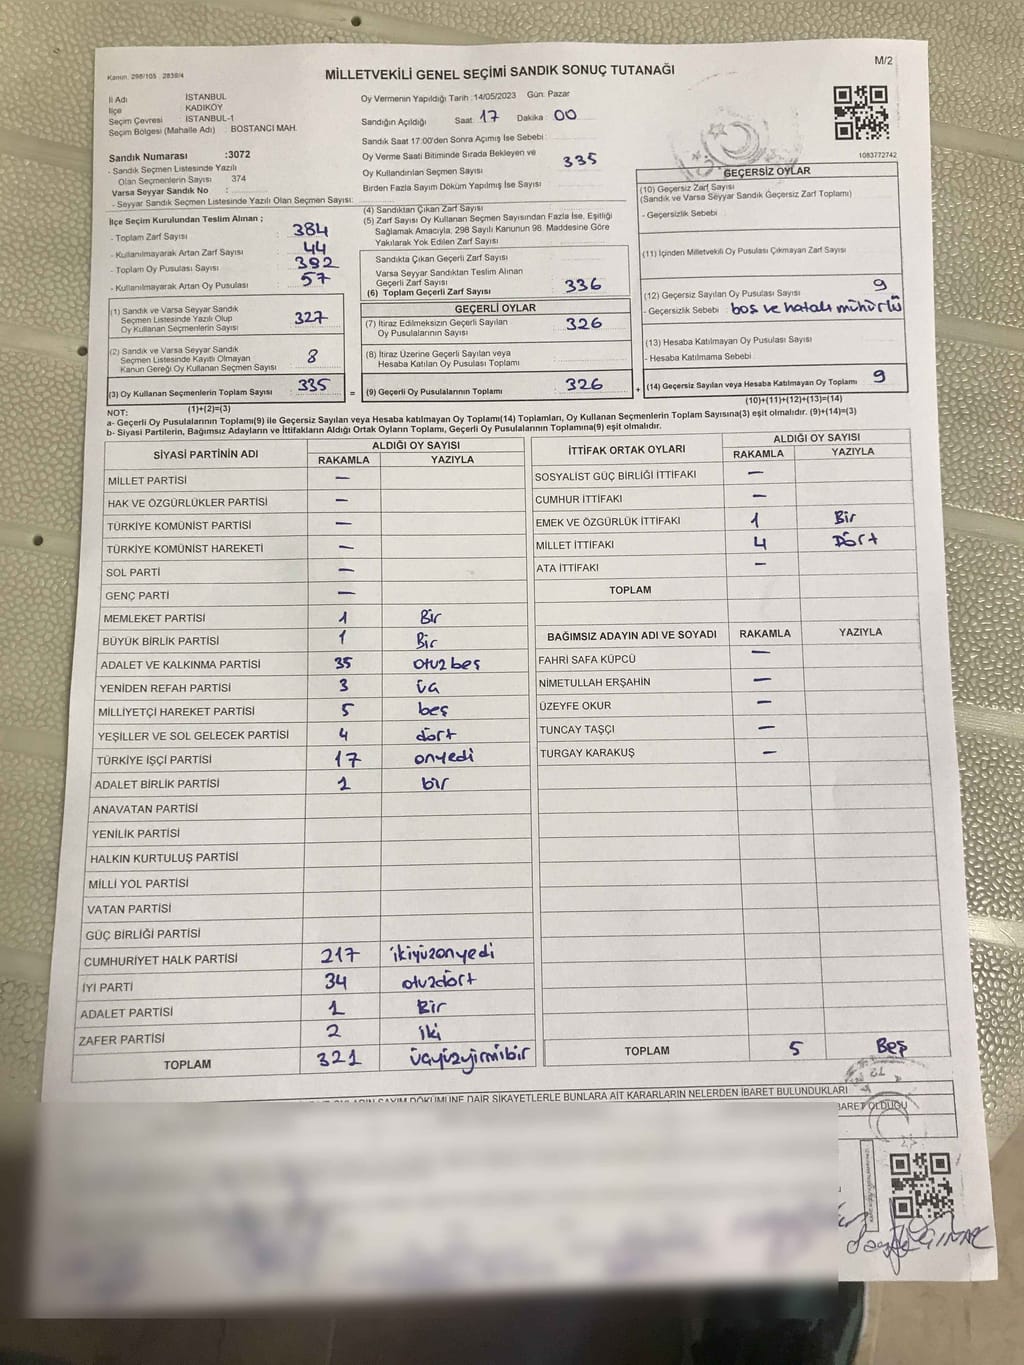 Kanun. 298/105 2839/4
MİLLETVEKİLİ GENEL SEÇİMİ SANDIK SONUÇ TUTANAĞI
M/2
İl Adı İSTANBUL
İlçe KADIKÖY
Seçim Çevresi İSTANBUL-1
Seçim Bölgesi (Mahalle Adı) : BOSTANCI MAH.
Sandık Numarası :3072
- Sandık Seçmen Listesinde Yazılı
Olan Seçmenlerin Sayısı 374
Varsa Seyyar Sandık No :
- Seyyar Sandık Seçmen Listesinde Yazılı Olan Seçmen Sayısı:
Oy Vermenin Yapıldığı Tarih :14/05/2023 Gün: Pazar
Sandığın Açıldığı Saat 17 Dakika 00
Sandık Saat 17:00'den Sonra Açımış İse Sebebi :
Oy Verme Saati Bitiminde Sırada Bekleyen ve
Oy Kullandırılan Seçmen Sayısı 335
Birden Fazla Sayım Döküm Yapılmış İse Sayısı
1083772742
İlçe Seçim Kurulundan Teslim Alınan ;
- Toplam Zarf Sayısı 384
- Kullanılmayarak Artan Zarf Sayısı 44
- Toplam Oy Pusulası Sayısı 392
- Kullanılmayarak Artan Oy Pusulası 57
(1) Sandık ve Varsa Seyyar Sandık
Seçmen Listesinde Yazılı Olup
Oy Kullanan Seçmenlerin Sayısı 327
(2) Sandık ve Varsa Seyyar Sandık
Seçmen Listesinde Kayıtlı Olmayan
Kanun Gereği Oy Kullanan Seçmen Sayısı 8
(3) Oy Kullanan Seçmenlerin Toplam Sayısı 335
(1)+(2)=(3)
(4) Sandıktan Çıkan Zarf Sayısı
(5) Zarf Sayısı Oy Kullanan Seçmen Sayısından Fazla İse, Eşitliği
Sağlamak Amacıyla, 298 Sayılı Kanunun 98. Maddesine Göre
Yakılarak Yok Edilen Zarf Sayısı
Sandıkta Çıkan Geçerli Zarf Sayısı
Varsa Seyyar Sandıktan Teslim Alınan
Geçerli Zarf Sayısı
(6) Toplam Geçerli Zarf Sayısı 336
GEÇERLİ OYLAR
(7) İtiraz Edilmeksizin Geçerli Sayılan
Oy Pusulalarının Sayısı 326
(8) İtiraz Üzerine Geçerli Sayılan veya
Hesaba Katılan Oy Pusulası Toplamı
= (9) Geçerli Oy Pusulalarının Toplamı 326
GEÇERSİZ OYLAR
(10) Geçersiz Zarf Sayısı
(Sandık ve Varsa Seyyar Sandık Geçersiz Zarf Toplamı)
- Geçersizlik Sebebi :
(11) İçinden Milletvekili Oy Pusulası Çıkmayan Zarf Sayısı
(12) Geçersiz Sayılan Oy Pusulası Sayısı 9
- Geçersizlik Sebebi : boş ve hatalı mühürlü
(13) Hesaba Katılmayan Oy Pusulası Sayısı
- Hesaba Katılmama Sebebi :
+ (14) Geçersiz Sayılan veya Hesaba Katılmayan Oy Toplamı 9
(10)+(11)+(12)+(13)=(14)
NOT:
a- Geçerli Oy Pusulalarının Toplamı(9) ile Geçersiz Sayılan veya Hesaba katılmayan Oy Toplamı(14) Toplamları, Oy Kullanan Seçmenlerin Toplam Sayısına(3) eşit olmalıdır. (9)+(14)=(3)
b- Siyasi Partilerin, Bağımsız Adayların ve İttifakların Aldığı Ortak Oyların Toplamı, Geçerli Oy Pusulalarının Toplamına(9) eşit olmalıdır.
SİYASİ PARTİNİN ADI ALDIĞI OY SAYISI
RAKAMLA YAZIYLA
MİLLET PARTİSİ —
HAK VE ÖZGÜRLÜKLER PARTİSİ —
TÜRKİYE KOMÜNİST PARTİSİ —
TÜRKİYE KOMÜNİST HAREKETİ —
SOL PARTİ —
GENÇ PARTİ —
MEMLEKET PARTİSİ 1 Bir
BÜYÜK BİRLİK PARTİSİ 1 Bir
ADALET VE KALKINMA PARTİSİ 35 otuzbeş
YENİDEN REFAH PARTİSİ 3 üç
MİLLİYETÇİ HAREKET PARTİSİ 5 beş
YEŞİLLER VE SOL GELECEK PARTİSİ 4 dört
TÜRKİYE İŞÇİ PARTİSİ 17 onyedi
ADALET BİRLİK PARTİSİ 1 bir
ANAVATAN PARTİSİ
YENİLİK PARTİSİ
HALKIN KURTULUŞ PARTİSİ
MİLLİ YOL PARTİSİ
VATAN PARTİSİ
GÜÇ BİRLİĞİ PARTİSİ
CUMHURİYET HALK PARTİSİ 217 ikiyüzonyedi
İYİ PARTİ 34 otuzdört
ADALET PARTİSİ 1 Bir
ZAFER PARTİSİ 2 iki
TOPLAM 321 üçyüzyirmibir
İTTİFAK ORTAK OYLARI ALDIĞI OY SAYISI
RAKAMLA YAZIYLA
SOSYALİST GÜÇ BİRLİĞİ İTTİFAKI —
CUMHUR İTTİFAKI —
EMEK VE ÖZGÜRLÜK İTTİFAKI 1 Bir
MİLLET İTTİFAKI 4 Dört
ATA İTTİFAKI —
TOPLAM
BAĞIMSIZ ADAYIN ADI VE SOYADI RAKAMLA YAZIYLA
FAHRİ SAFA KÜPCÜ —
NİMETULLAH ERŞAHİN —
ÜZEYFE OKUR —
TUNCAY TAŞÇI —
TURGAY KARAKUŞ —
TOPLAM 5 Beş
DÖKÜMÜNE DAİR ŞİKAYETLERLE BUNLARA AİT KARARLARIN NELERDEN İBARET BULUNDUKLARI
BARET OLDUĞU